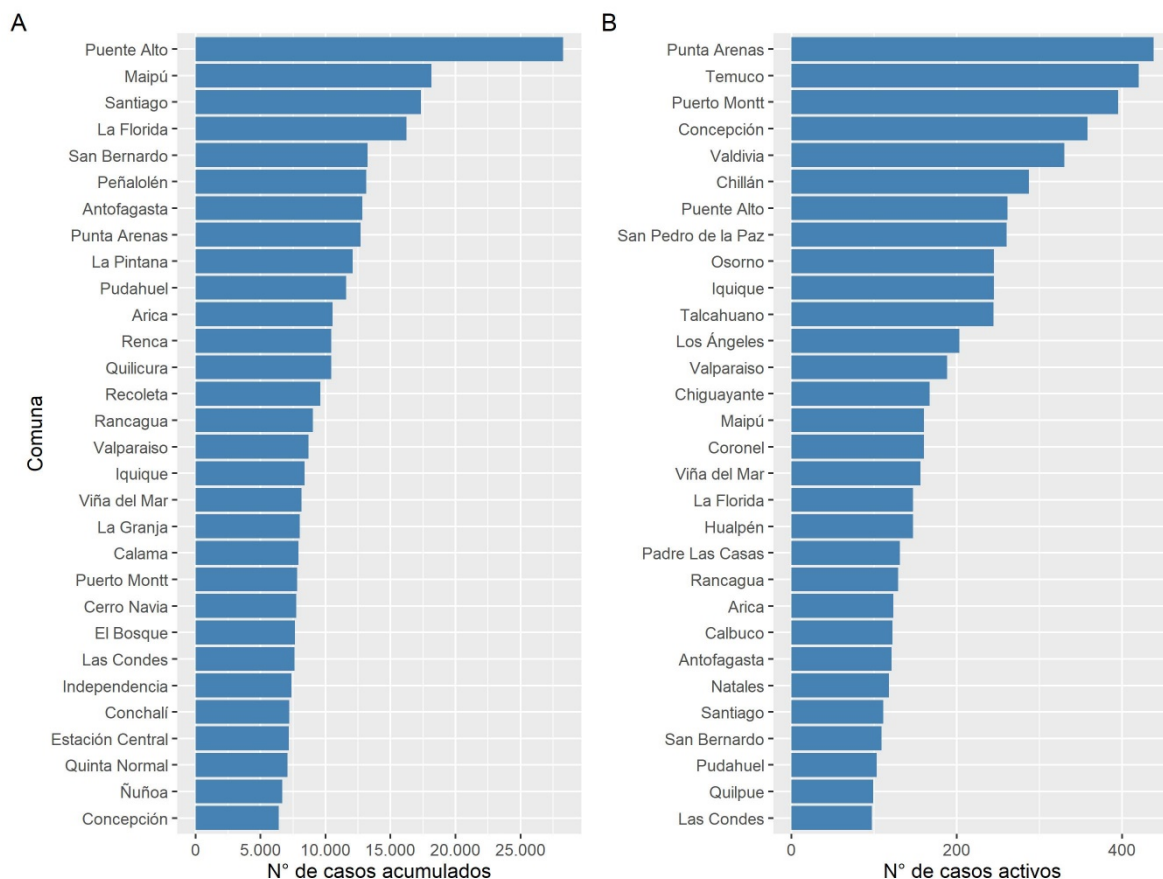 A
Puente Alto
Maipú
Santiago
La Florida
San Bernardo
Peñalolén
Antofagasta
Punta Arenas
La Pintana
Pudahuel
Arica
Renca
Quilicura
Recoleta
Rancagua
Valparaiso
Iquique
Viña del Mar
La Granja
Calama
Puerto Montt
Cerro Navia
El Bosque
Las Condes
Independencia
Conchalí
Estación Central
Quinta Normal
Ñuñoa
Concepción
Comuna
0 5.000 10.000 15.000 20.000 25.000
N° de casos acumulados
B
Punta Arenas
Temuco
Puerto Montt
Concepción
Valdivia
Chillán
Puente Alto
San Pedro de la Paz
Osorno
Iquique
Talcahuano
Los Ángeles
Valparaiso
Chiguayante
Maipú
Coronel
Viña del Mar
La Florida
Hualpén
Padre Las Casas
Rancagua
Arica
Calbuco
Antofagasta
Natales
Santiago
San Bernardo
Pudahuel
Quilpue
Las Condes
0 200 400
N° de casos activos